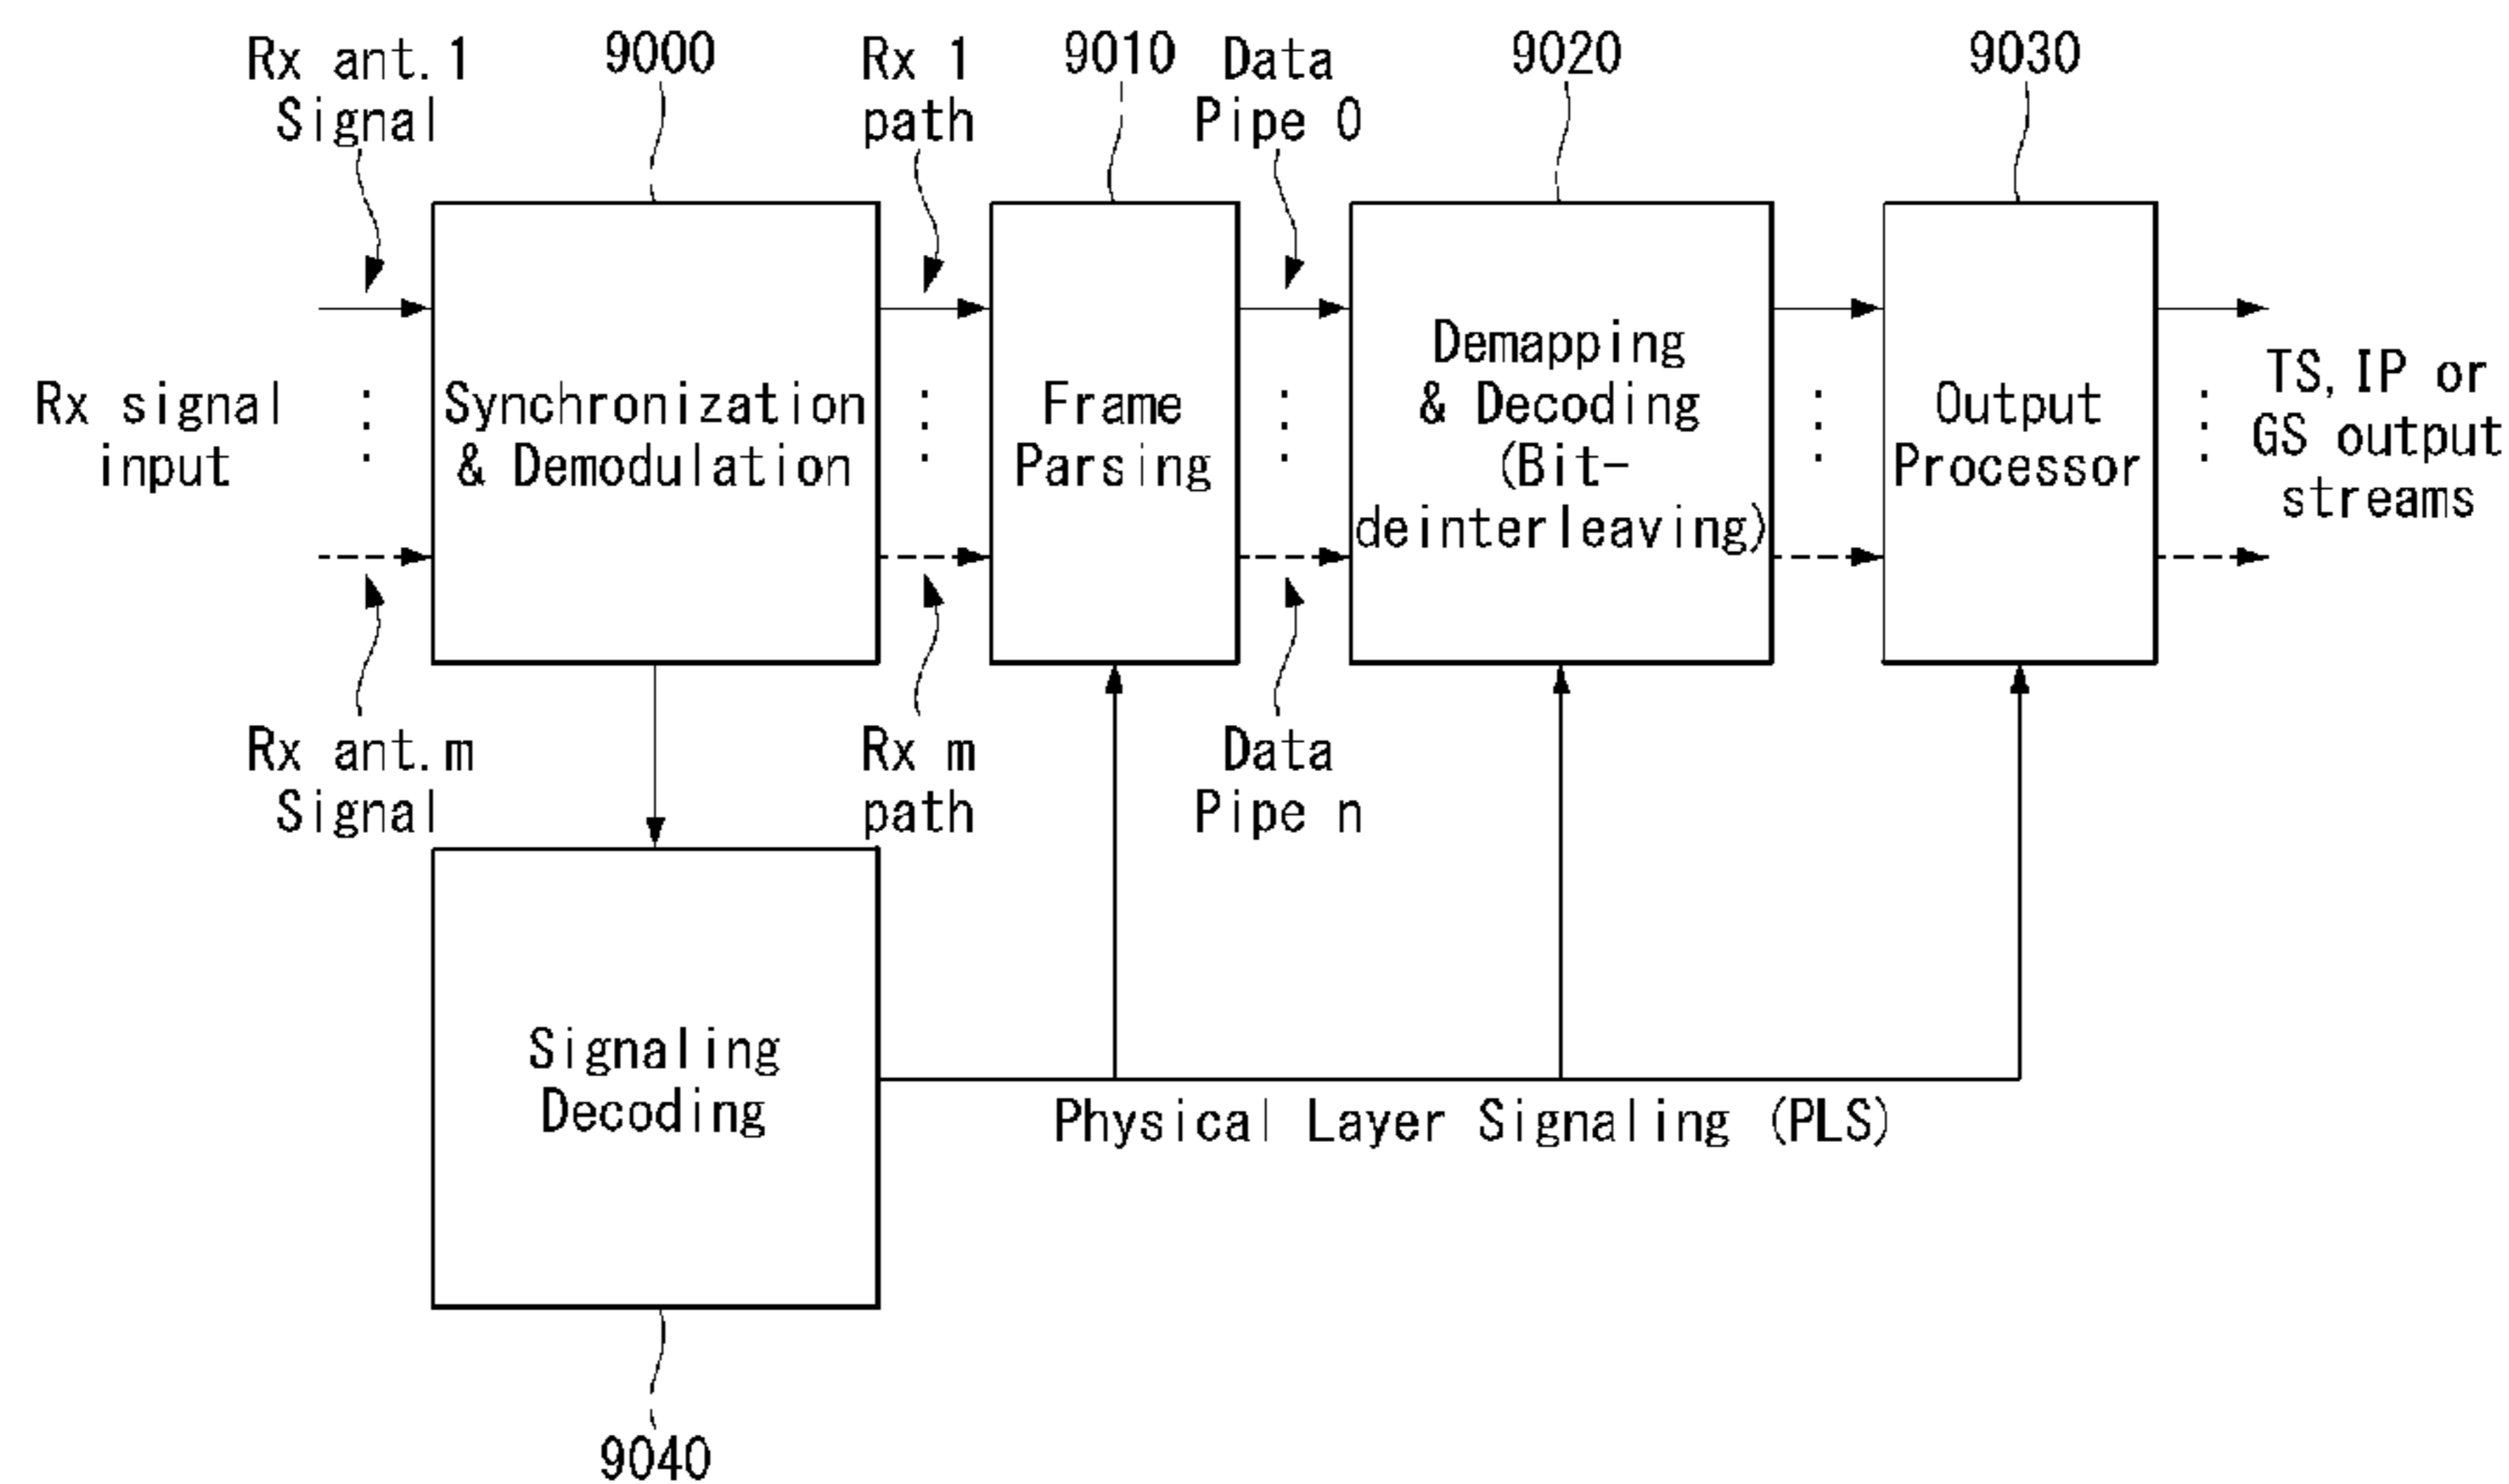 Rx ant.1
Signal
9000
Rx 1
path
9010
Data
Pipe 0
9020
9030
Rx signal
input
Synchronization
& Demodulation
Frame
Parsing
Demapping
& Decoding
(Bit-
deinterleaving)
Output
Processor
TS, IP or
GS output
streams
Rx ant.m
Signal
Rx m
path
Data
Pipe n
Signaling
Decoding
Physical Layer Signaling (PLS)
9040